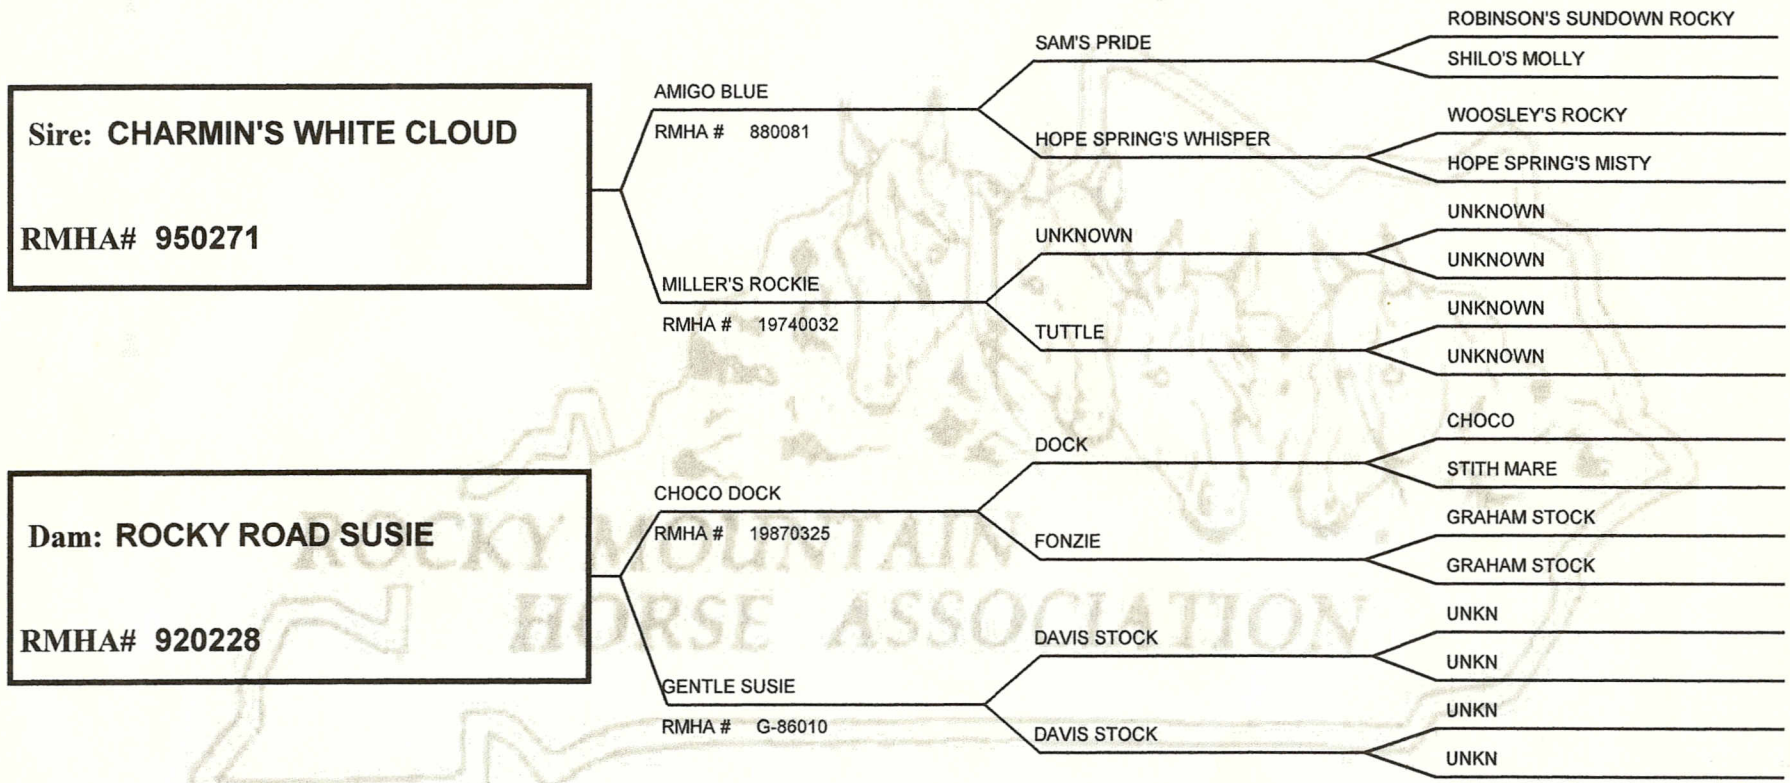 ROBINSON'S SUNDOWN ROCKY
SAM'S PRIDE
SHILO'S MOLLY
AMIGO BLUE
RMHA # 880081
WOOSLEY'S ROCKY
HOPE SPRING'S WHISPER
HOPE SPRING'S MISTY
Sire: CHARMIN'S WHITE CLOUD
RMHA# 950271
UNKNOWN
UNKNOWN
UNKNOWN
MILLER'S ROCKIE
RMHA # 19740032
UNKNOWN
TUTTLE
UNKNOWN
CHOCO
DOCK
STITH MARE
CHOCO DOCK
RMHA # 19870325
GRAHAM STOCK
FONZIE
GRAHAM STOCK
Dam: ROCKY ROAD SUSIE
RMHA# 920228
UNKN
DAVIS STOCK
UNKN
GENTLE SUSIE
RMHA # G-86010
UNKN
DAVIS STOCK
UNKN
ROCKY MOUNTAIN
HORSE ASSOCIATION